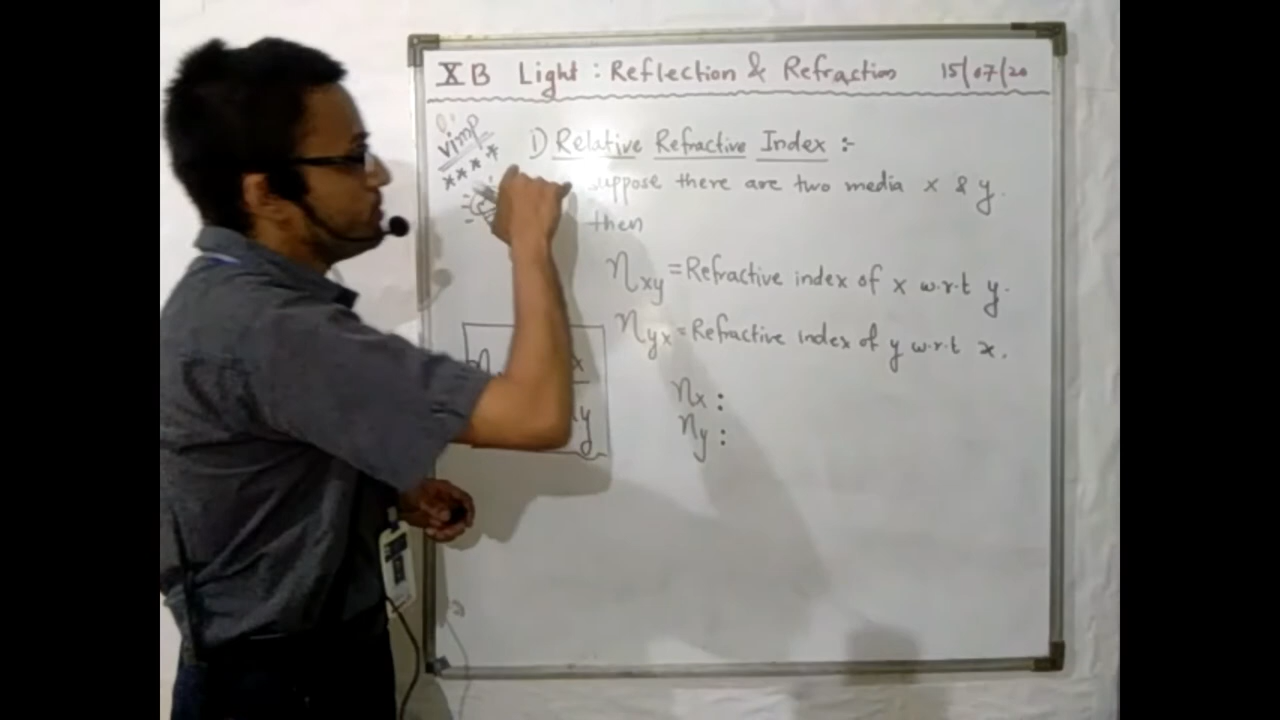 X B Light : Reflection & Refraction 15/07/20
vimp
****
1) Relative Refractive Index :-
suppose there are two media x & y.
then
n xy = Refractive index of x w.r.t y.
n yx = Refractive index of y w.r.t x.
n x :
n y :